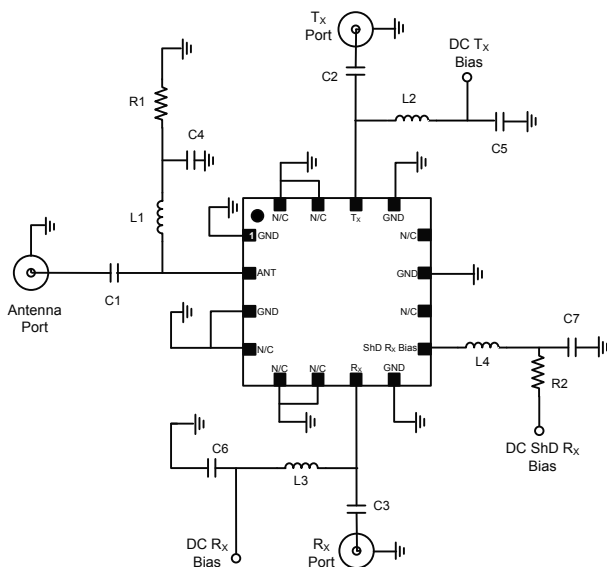 Tx
Port
DC Tx
Bias
C2
L2
R1
C4
C5
L1
N/C
N/C
Tx
GND
1
GND
N/C
Antenna
Port
C1
ANT
GND
GND
N/C
N/C
ShD Rx Bias
C7
L4
R2
N/C
N/C
Rx
GND
C6
L3
DC ShD Rx
Bias
C3
DC Rx
Bias
Rx
Port